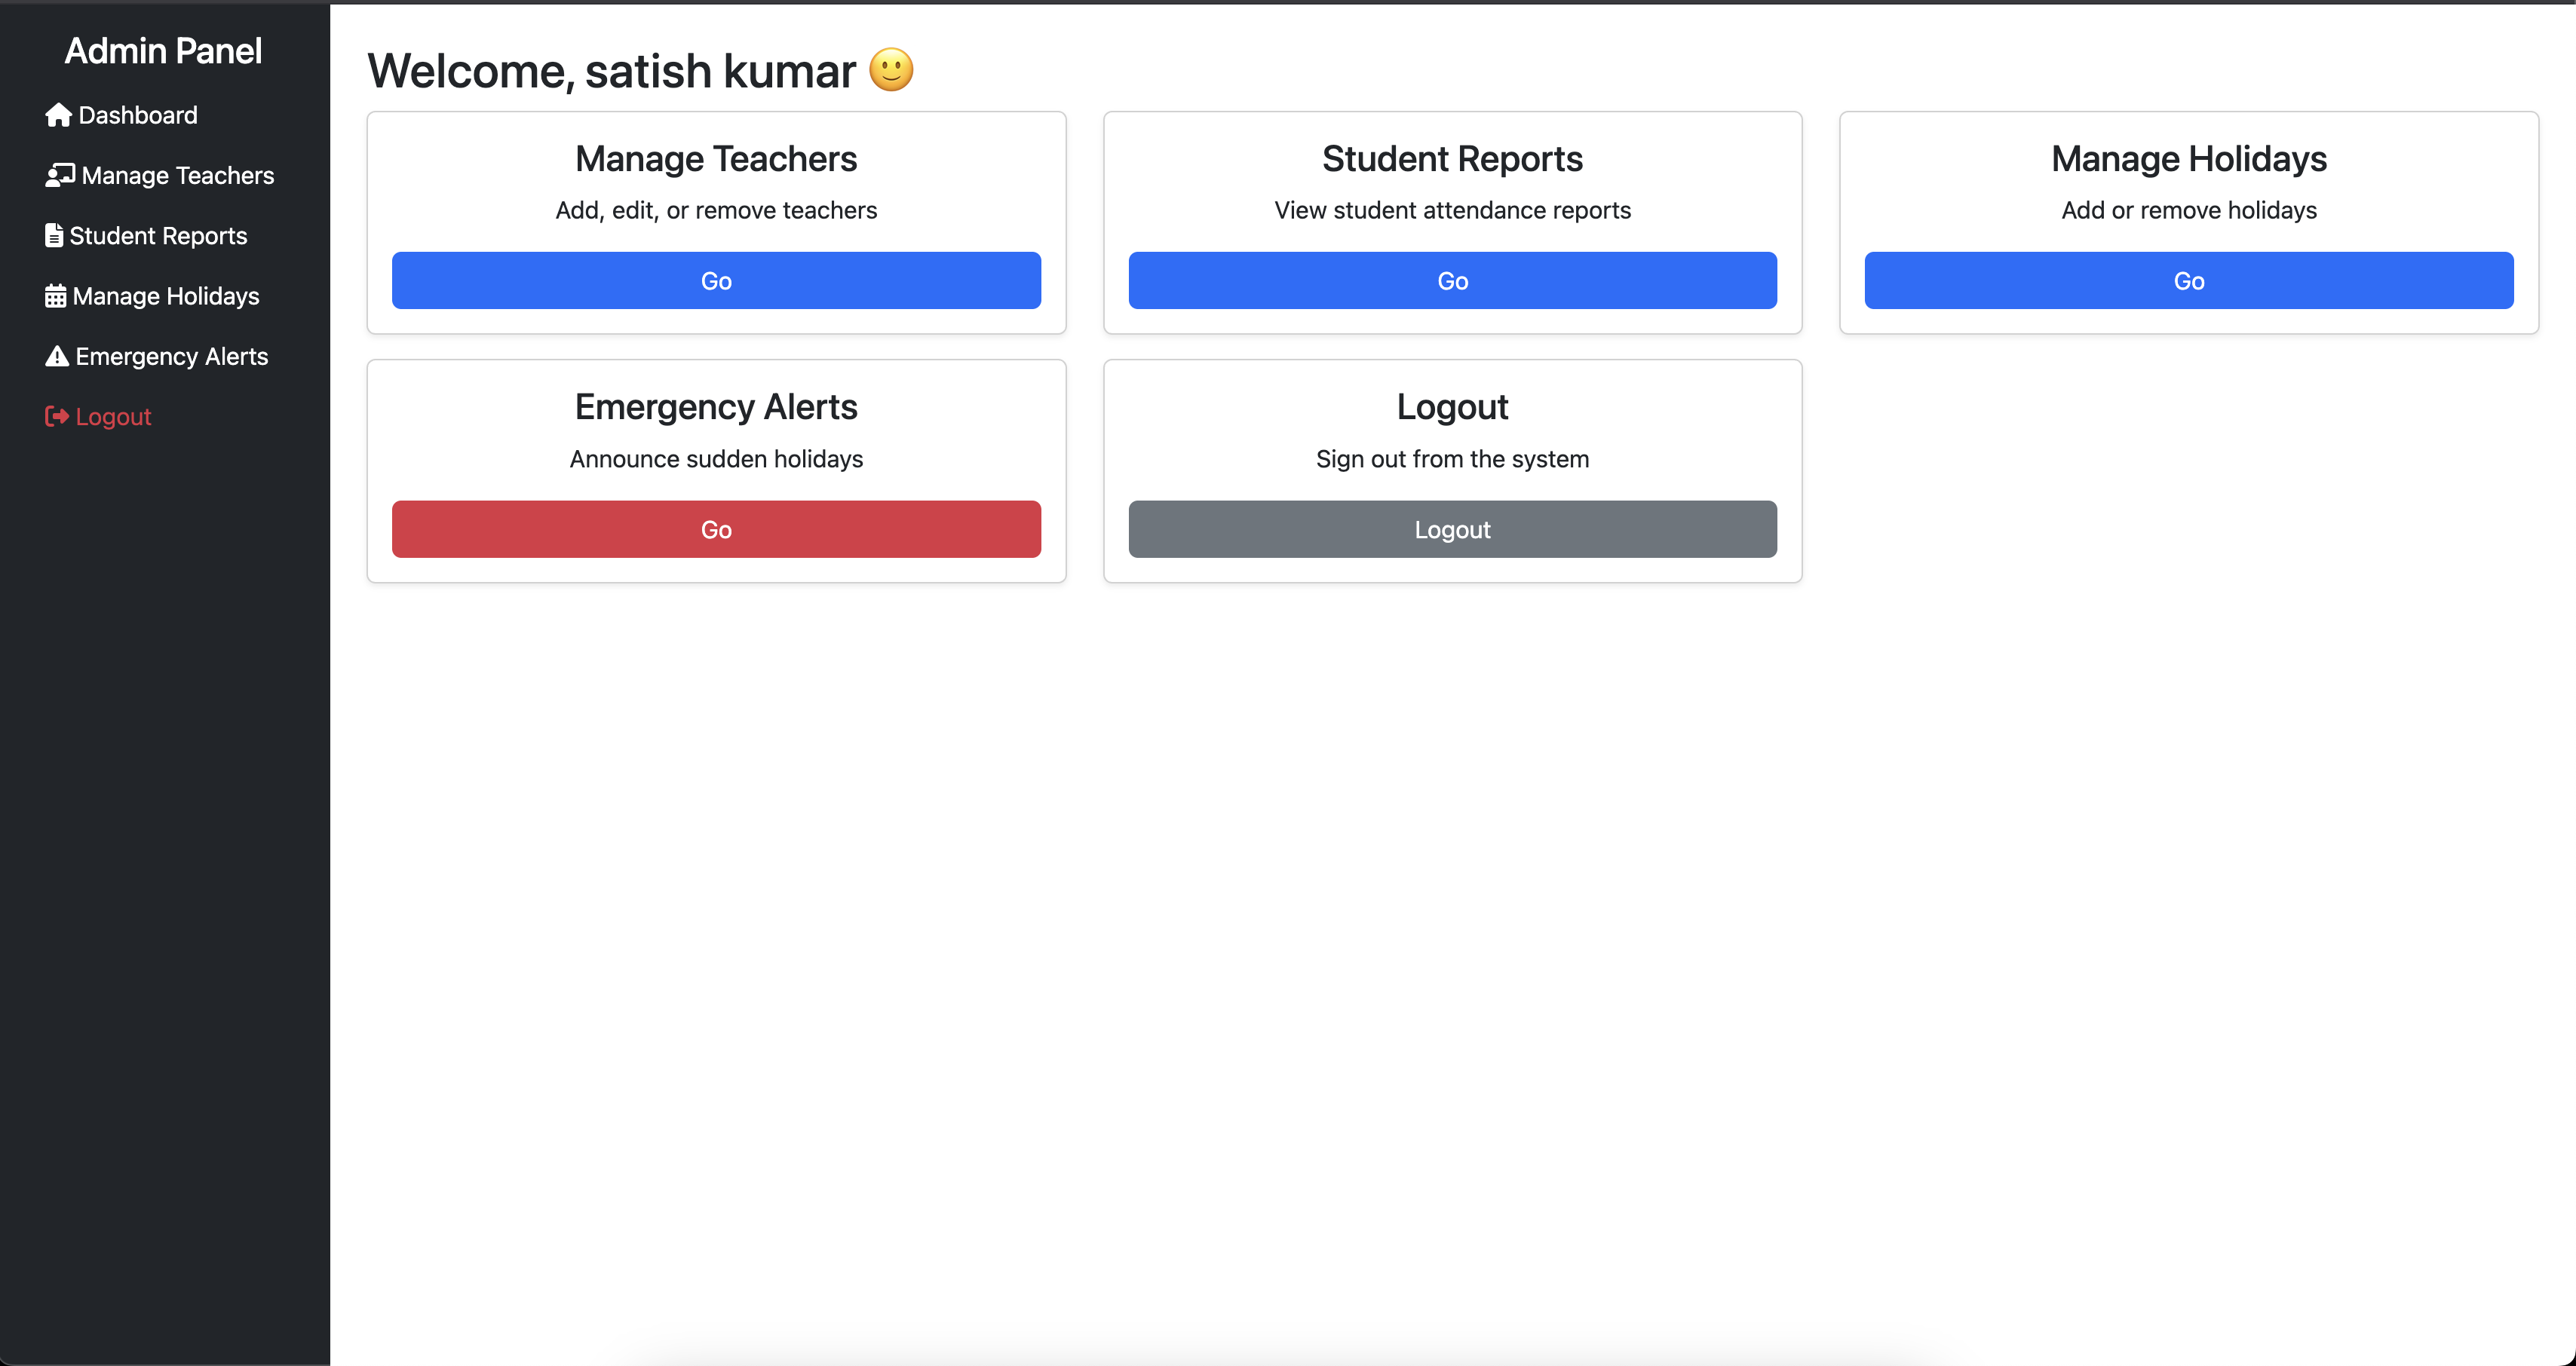 Admin Panel
Dashboard
Manage Teachers
Student Reports
Manage Holidays
Emergency Alerts
Logout
Welcome, satish kumar 🙂
Manage Teachers
Add, edit, or remove teachers
Go
Student Reports
View student attendance reports
Go
Manage Holidays
Add or remove holidays
Go
Emergency Alerts
Announce sudden holidays
Go
Logout
Sign out from the system
Logout